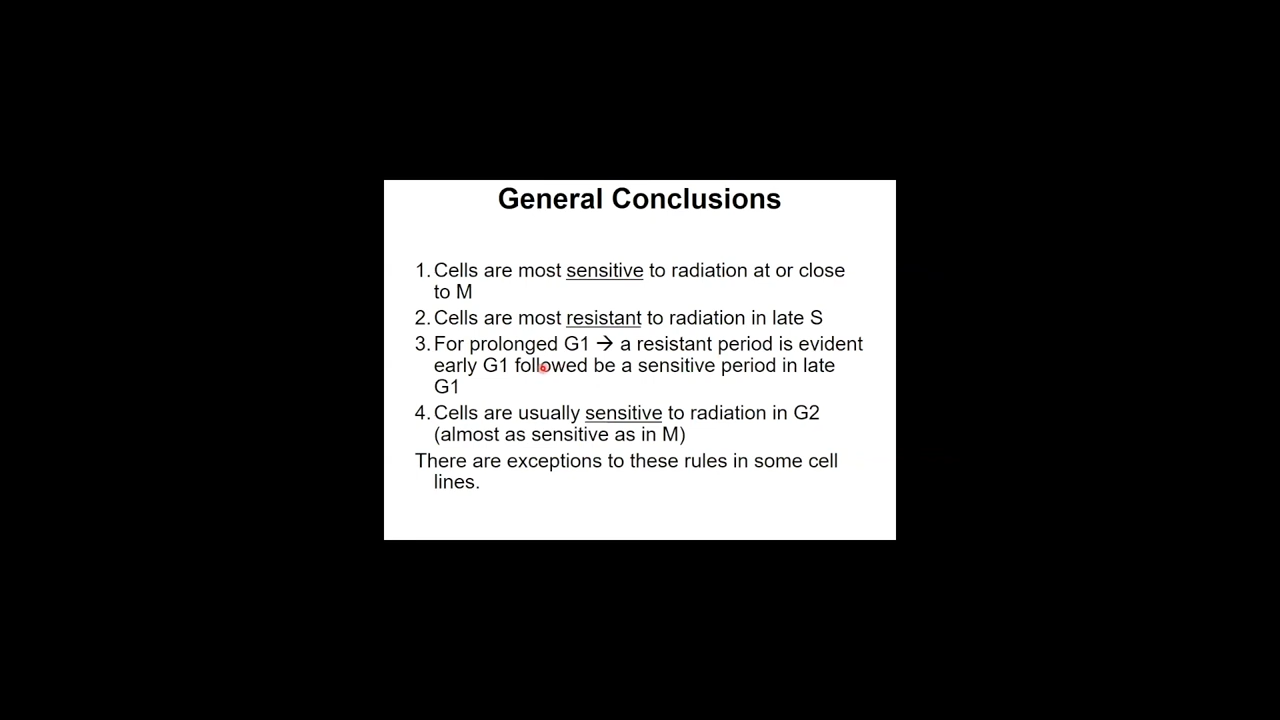 General Conclusions
1. Cells are most sensitive to radiation at or close
to M
2. Cells are most resistant to radiation in late S
3. For prolonged G1 → a resistant period is evident
early G1 followed be a sensitive period in late
G1
4. Cells are usually sensitive to radiation in G2
(almost as sensitive as in M)
There are exceptions to these rules in some cell
lines.